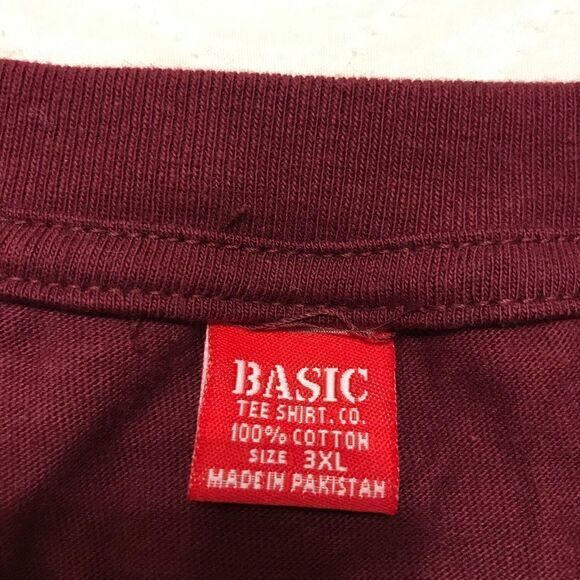 BASIC
TEE SHIRT. CO.
100% COTTON
SIZE 3XL
MADE IN PAKISTAN